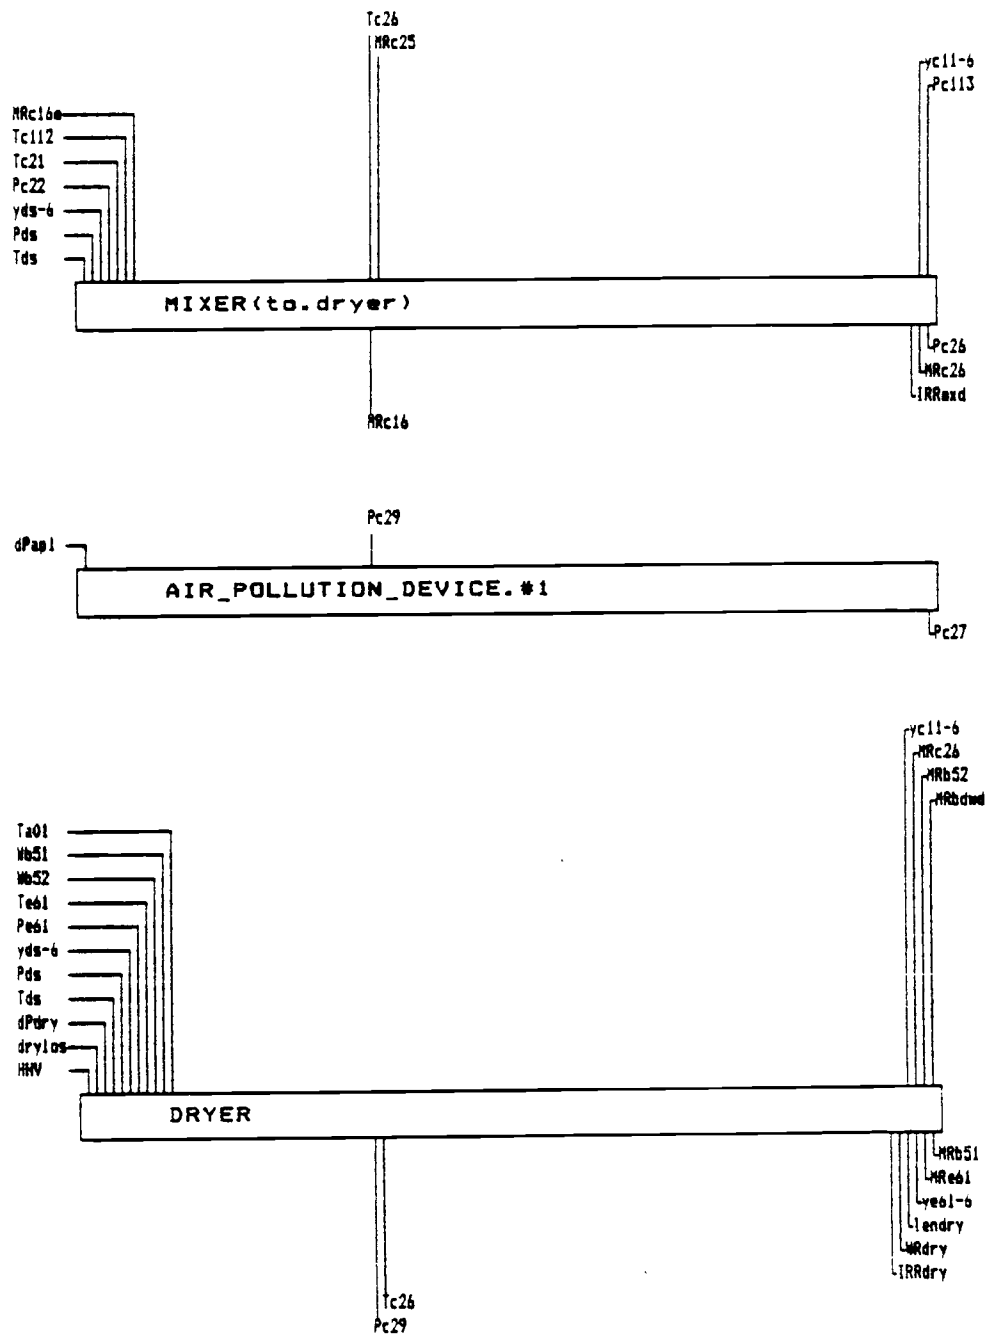 Tc26
MRc25
yc11-6
Pc113
MRc16m
Tc112
Tc21
Pc22
yds-6
Pds
Tds
MIXER(to.dryer)
Pc26
MRc26
IRRmxd
MRc16
Pc29
dPap1
AIR_POLLUTION_DEVICE.#1
Pc27
yc11-6
MRc26
MRb52
MRbdwd
Ta01
Wb51
Wb52
Te61
Pe61
yds-6
Pds
Tds
dPdry
drylos
HHV
DRYER
MRb51
MRe61
ye61-6
lendry
WRdry
IRRdry
Tc26
Pc29